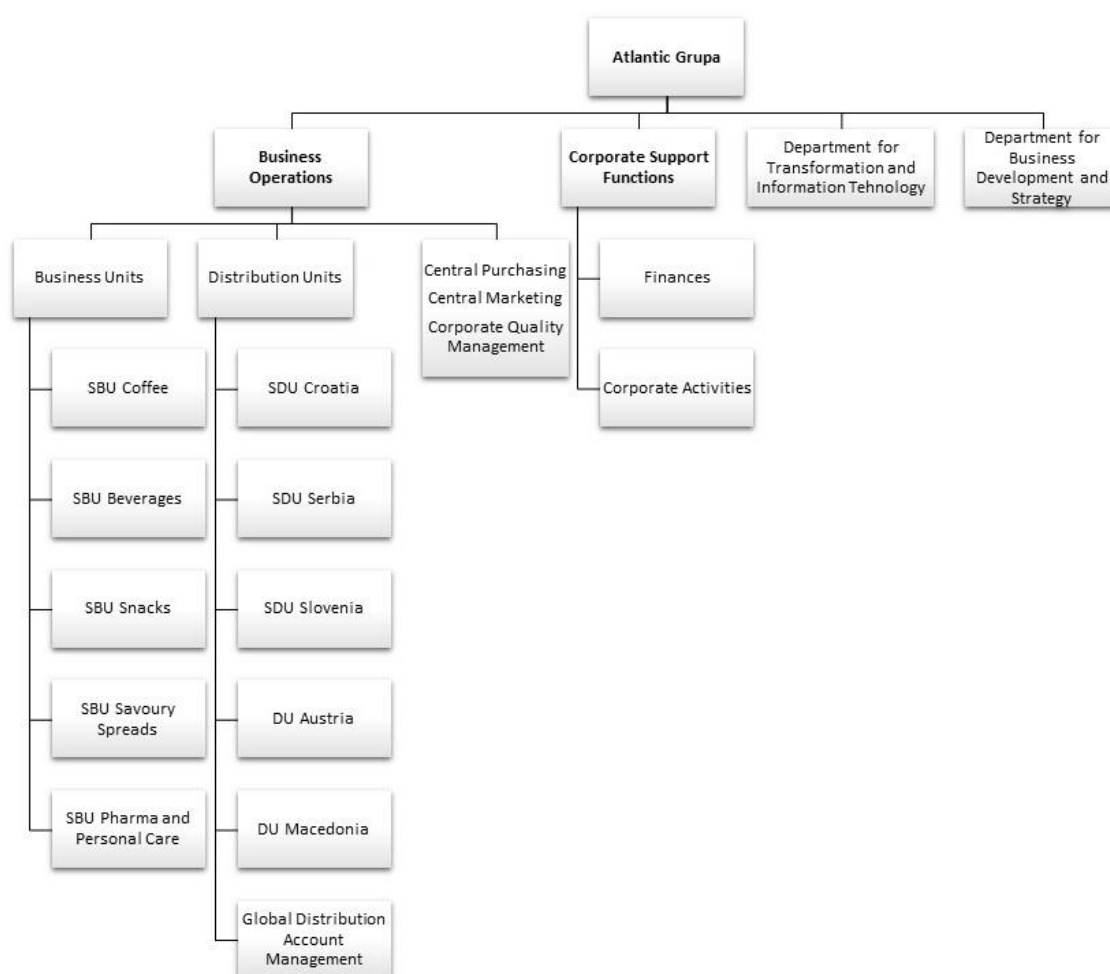 Atlantic Grupa
Business
Operations
Corporate Support
Functions
Department for
Transformation and
Information Tehnology
Department for
Business
Development and
Strategy
Business Units
Distribution Units
Central Purchasing
Central Marketing
Corporate Quality
Management
Finances
Corporate Activities
SBU Coffee
SBU Beverages
SBU Snacks
SBU Savoury
Spreads
SBU Pharma and
Personal Care
SDU Croatia
SDU Serbia
SDU Slovenia
DU Austria
DU Macedonia
Global Distribution
Account
Management